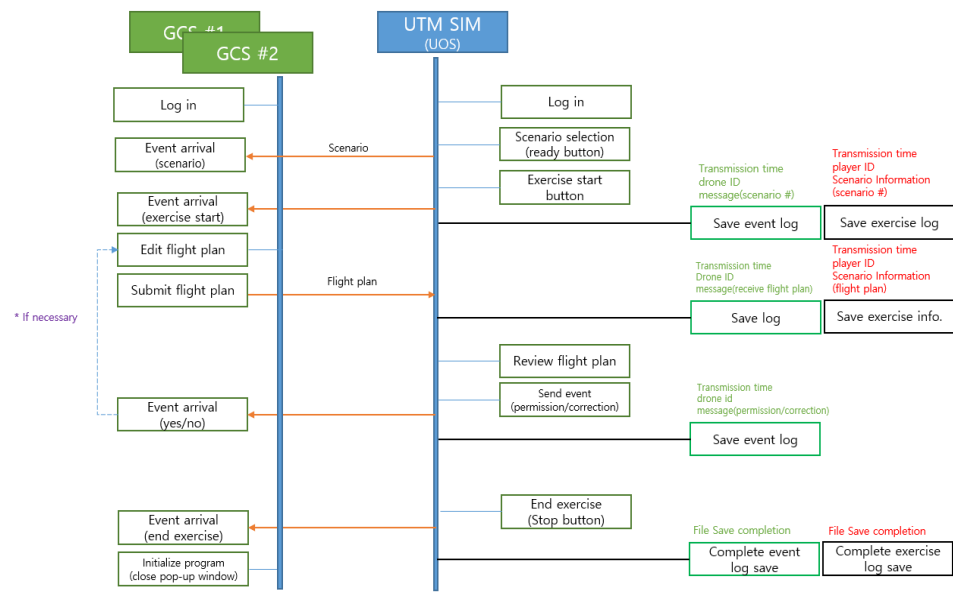 GCS #1
GCS #2
UTM SIM
(UOS)
Log in
Log in
Scenario selection
(ready button)
Event arrival
(scenario)
Scenario
Exercise start
button
Transmission time
drone ID
message(scenario #)
Transmission time
player ID
Scenario Information
(scenario #)
Event arrival
(exercise start)
Save event log
Save exercise log
Edit flight plan
Transmission time
Drone ID
message(receive flight plan)
Transmission time
player ID
Scenario Information
(flight plan)
Submit flight plan
Flight plan
* If necessary
Save log
Save exercise info.
Review flight plan
Send event
(permission/correction)
Transmission time
drone id
message(permission/correction)
Event arrival
(yes/no)
Save event log
End exercise
(Stop button)
Event arrival
(end exercise)
File Save completion
File Save completion
Complete event
log save
Complete exercise
log save
Initialize program
(close pop-up window)